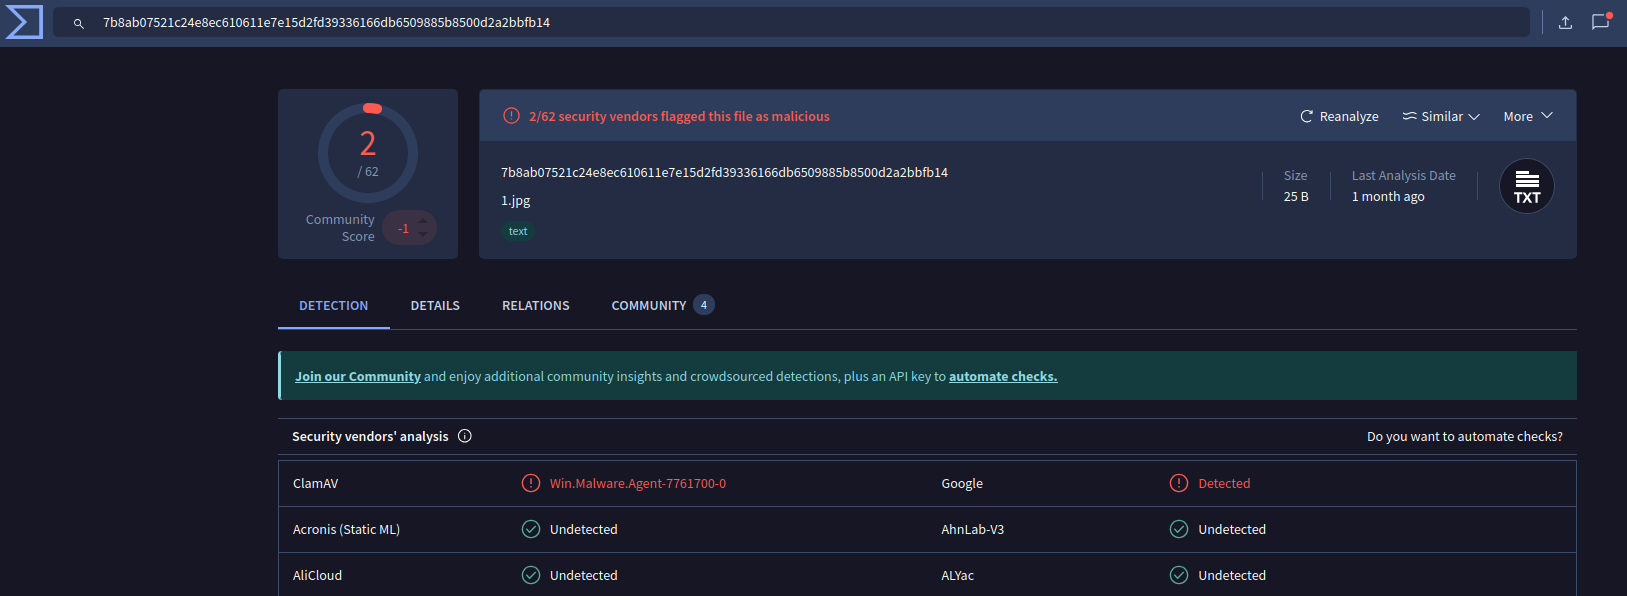 7b8ab07521c24e8ec610611e7e15d2fd39336166db6509885b8500d2a2bbfb14
2
/ 62
Community
Score
-1
2/62 security vendors flagged this file as malicious
Reanalyze
Similar
More
7b8ab07521c24e8ec610611e7e15d2fd39336166db6509885b8500d2a2bbfb14
1.jpg
text
Size
25 B
Last Analysis Date
1 month ago
TXT
DETECTION
DETAILS
RELATIONS
COMMUNITY 4
Join our Community and enjoy additional community insights and crowdsourced detections, plus an API key to automate checks.
Security vendors' analysis
Do you want to automate checks?
ClamAV
Win.Malware.Agent-7761700-0
Google
Detected
Acronis (Static ML)
Undetected
AhnLab-V3
Undetected
AliCloud
Undetected
ALYac
Undetected